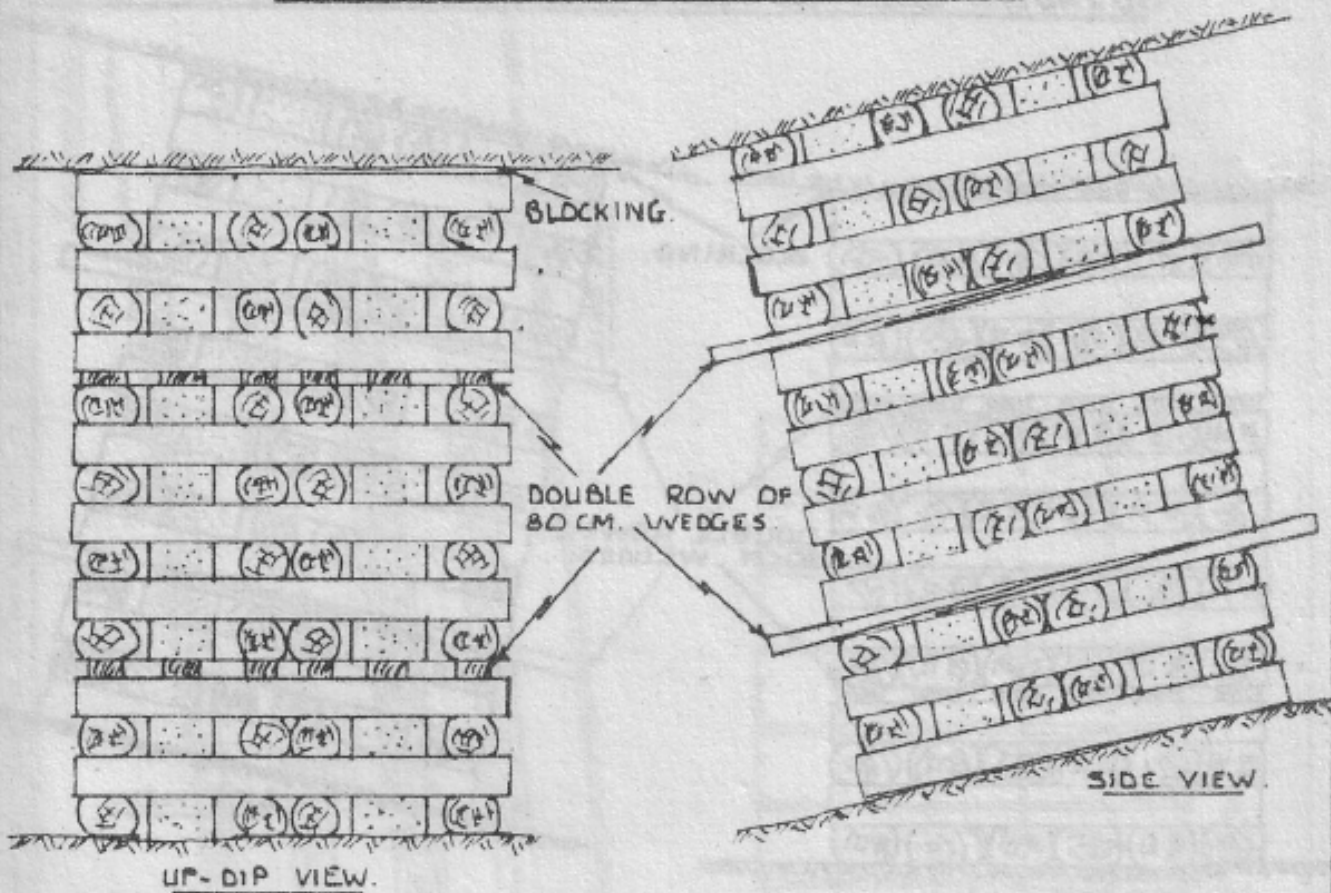 BLOCKING.
DOUBLE ROW OF
80 CM. WEDGES.
SIDE VIEW.
UP-DIP VIEW.